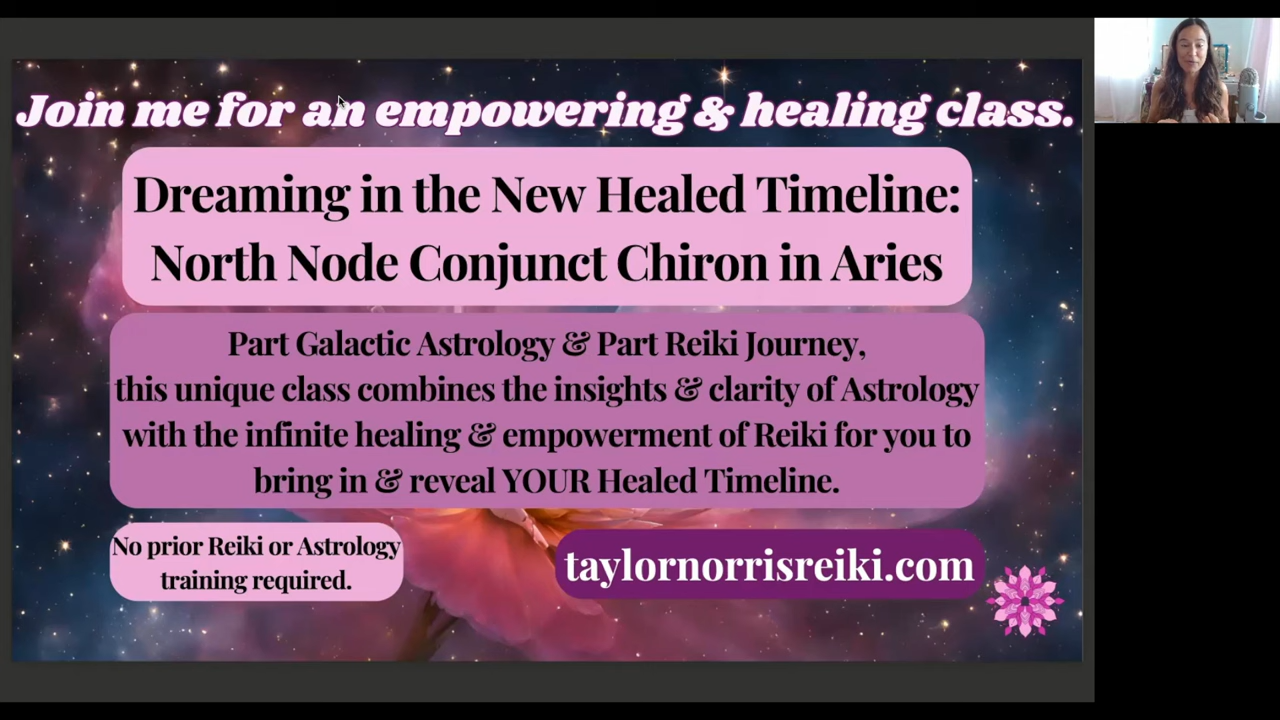 Join me for an empowering & healing class.
Dreaming in the New Healed Timeline:
North Node Conjunct Chiron in Aries
Part Galactic Astrology & Part Reiki Journey,
this unique class combines the insights & clarity of Astrology
with the infinite healing & empowerment of Reiki for you to
bring in & reveal YOUR Healed Timeline.
No prior Reiki or Astrology
training required.
taylornorrisreiki.com